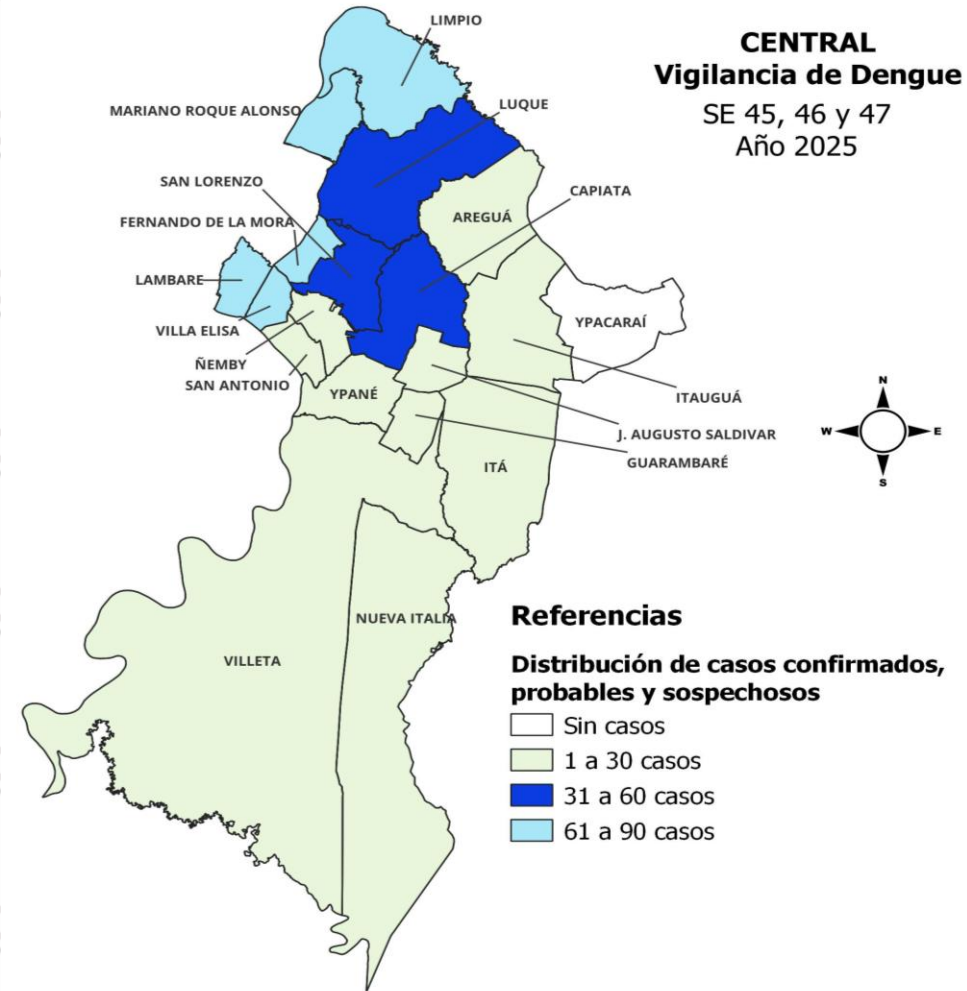 CENTRAL
Vigilancia de Dengue
SE 45, 46 y 47
Año 2025
LIMPIO
MARIANO ROQUE ALONSO
LUQUE
SAN LORENZO
CAPIATA
FERNANDO DE LA MORA
AREGUÁ
LAMBARE
VILLA ELISA
YPACARAÍ
ÑEMBY
SAN ANTONIO
YPANÉ
ITAUGUÁ
J. AUGUSTO SALDIVAR
GUARAMBARÉ
ITÁ
N
W
E
S
NUEVA ITALIA
VILLETA
Referencias
Distribución de casos confirmados,
probables y sospechosos
Sin casos
1 a 30 casos
31 a 60 casos
61 a 90 casos